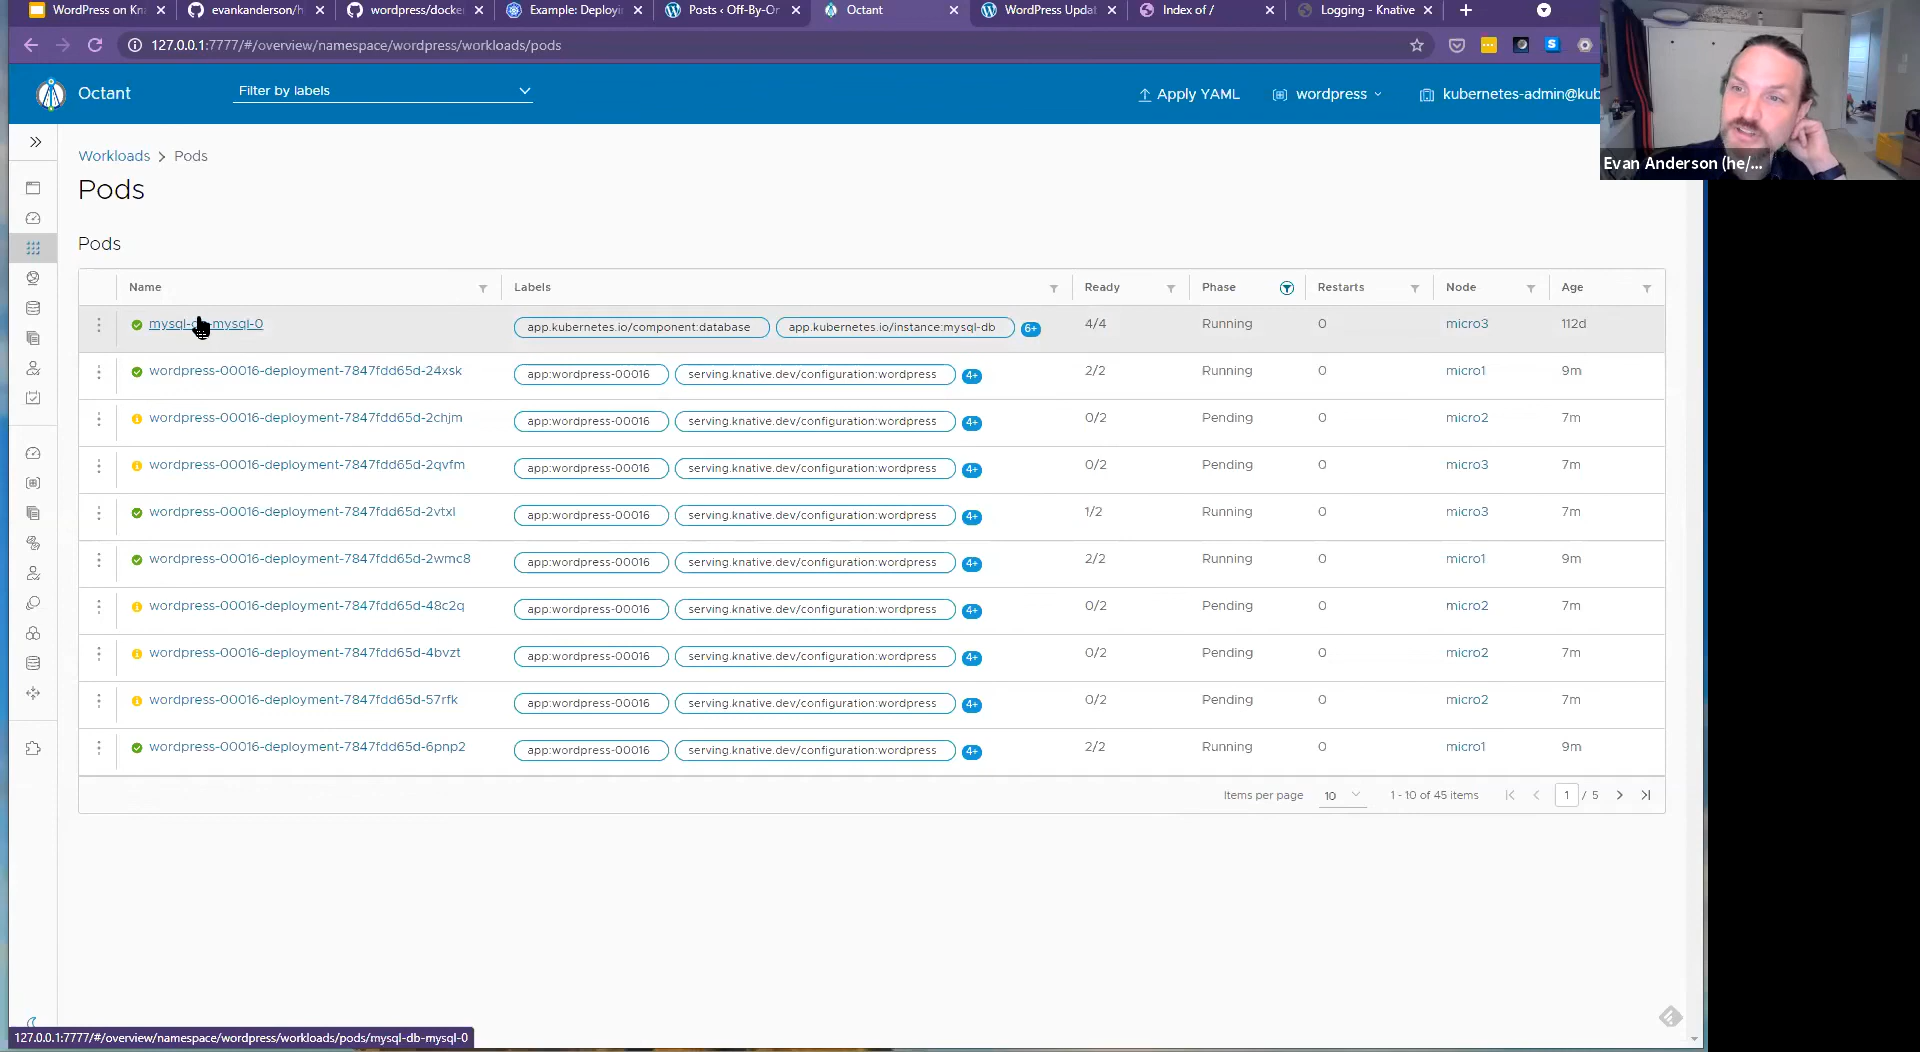 WordPress on Kn
evankanderson/h
wordpress/docke
Example: Deployin
Posts ‹ Off-By-Or
Octant
WordPress Updat
Index of /
Logging - Knative
127.0.0.1:7777/#/overview/namespace/wordpress/workloads/pods
Octant
Filter by labels
Apply YAML
wordpress
kubernetes-admin@kub
Evan Anderson (he/...
Workloads > Pods
Pods
Pods
Name Labels Ready Phase Restarts Node Age
mysql-db-mysql-0 app.kubernetes.io/component:database app.kubernetes.io/instance:mysql-db 6+ 4/4 Running 0 micro3 112d
wordpress-00016-deployment-7847fdd65d-24xsk app:wordpress-00016 serving.knative.dev/configuration:wordpress 4+ 2/2 Running 0 micro1 9m
wordpress-00016-deployment-7847fdd65d-2chjm app:wordpress-00016 serving.knative.dev/configuration:wordpress 4+ 0/2 Pending 0 micro2 7m
wordpress-00016-deployment-7847fdd65d-2qvfm app:wordpress-00016 serving.knative.dev/configuration:wordpress 4+ 0/2 Pending 0 micro3 7m
wordpress-00016-deployment-7847fdd65d-2vtxl app:wordpress-00016 serving.knative.dev/configuration:wordpress 4+ 1/2 Running 0 micro3 7m
wordpress-00016-deployment-7847fdd65d-2wmc8 app:wordpress-00016 serving.knative.dev/configuration:wordpress 4+ 2/2 Running 0 micro1 9m
wordpress-00016-deployment-7847fdd65d-48c2q app:wordpress-00016 serving.knative.dev/configuration:wordpress 4+ 0/2 Pending 0 micro2 7m
wordpress-00016-deployment-7847fdd65d-4bvzt app:wordpress-00016 serving.knative.dev/configuration:wordpress 4+ 0/2 Pending 0 micro2 7m
wordpress-00016-deployment-7847fdd65d-57rfk app:wordpress-00016 serving.knative.dev/configuration:wordpress 4+ 0/2 Pending 0 micro2 7m
wordpress-00016-deployment-7847fdd65d-6pnp2 app:wordpress-00016 serving.knative.dev/configuration:wordpress 4+ 2/2 Running 0 micro1 9m
Items per page 10 1 - 10 of 45 items 1 / 5
127.0.0.1:7777/#/overview/namespace/wordpress/workloads/pods/mysql-db-mysql-0